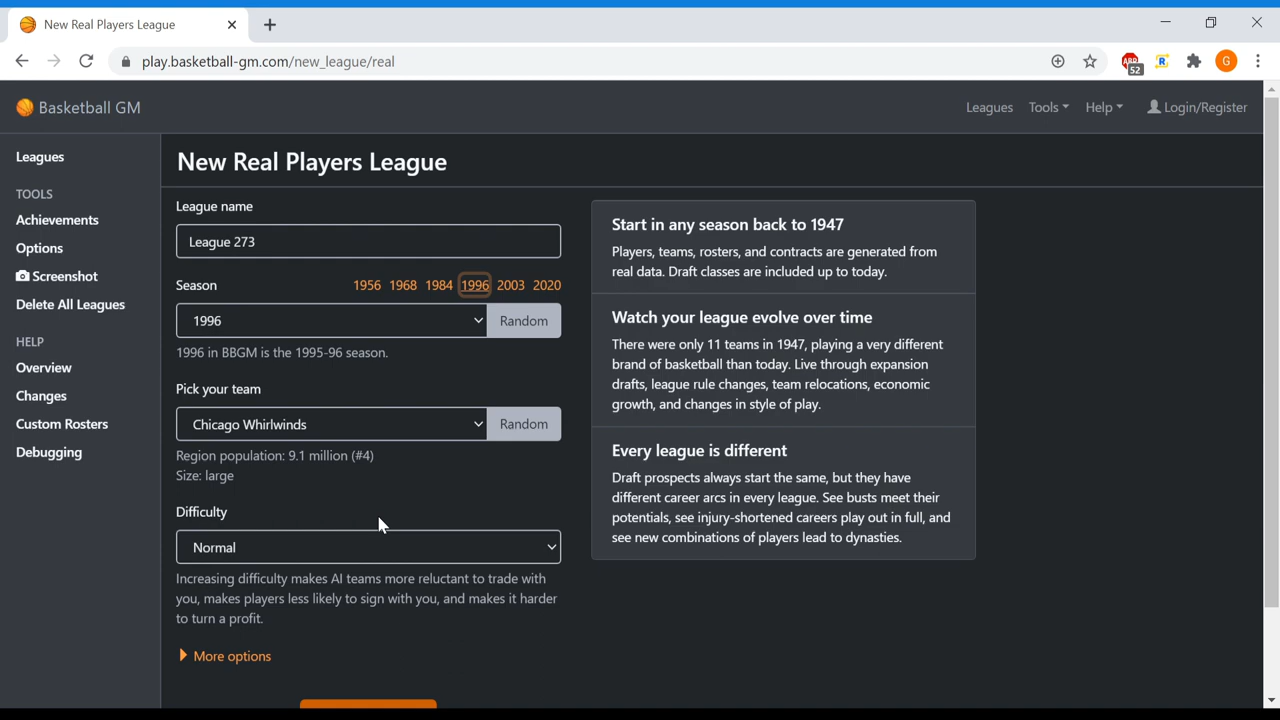 New Real Players League
play.basketball-gm.com/new_league/real
ABP
52
R
G
Basketball GM
Leagues
Tools
Help
Login/Register
Leagues
TOOLS
Achievements
Options
Screenshot
Delete All Leagues
HELP
Overview
Changes
Custom Rosters
Debugging
New Real Players League
League name
League 273
Season 1956 1968 1984 1996 2003 2020
1996 Random
1996 in BBGM is the 1995-96 season.
Pick your team
Chicago Whirlwinds Random
Region population: 9.1 million (#4)
Size: large
Difficulty
Normal
Increasing difficulty makes AI teams more reluctant to trade with
you, makes players less likely to sign with you, and makes it harder
to turn a profit.
More options
Start in any season back to 1947
Players, teams, rosters, and contracts are generated from
real data. Draft classes are included up to today.
Watch your league evolve over time
There were only 11 teams in 1947, playing a very different
brand of basketball than today. Live through expansion
drafts, league rule changes, team relocations, economic
growth, and changes in style of play.
Every league is different
Draft prospects always start the same, but they have
different career arcs in every league. See busts meet their
potentials, see injury-shortened careers play out in full, and
see new combinations of players lead to dynasties.